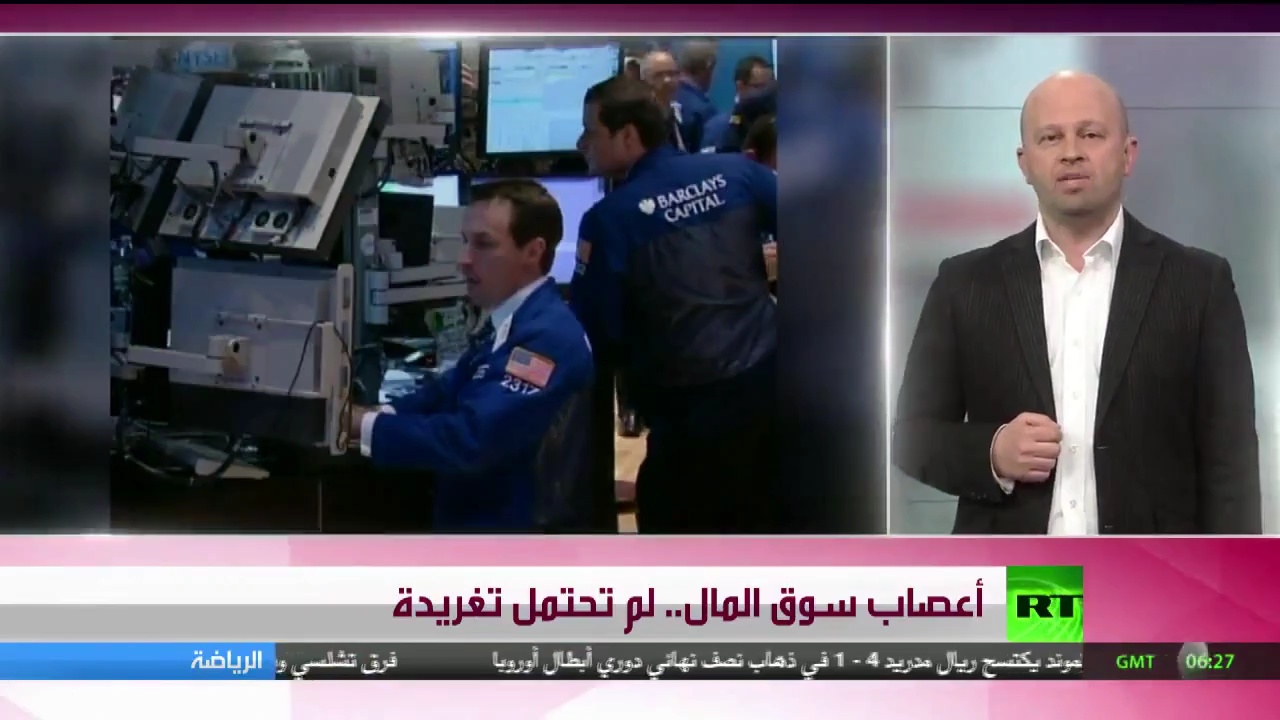 NYSE
BARCLAYS
CAPITAL
2317
أعصاب سوق المال.. لم تحتمل تغريدة
RT
الرياضة
فرق تشلسي
يكتسح ريال مدريد 4 - 1 في ذهاب نصف نهائي دوري أبطال أوروبا
GMT 06:27